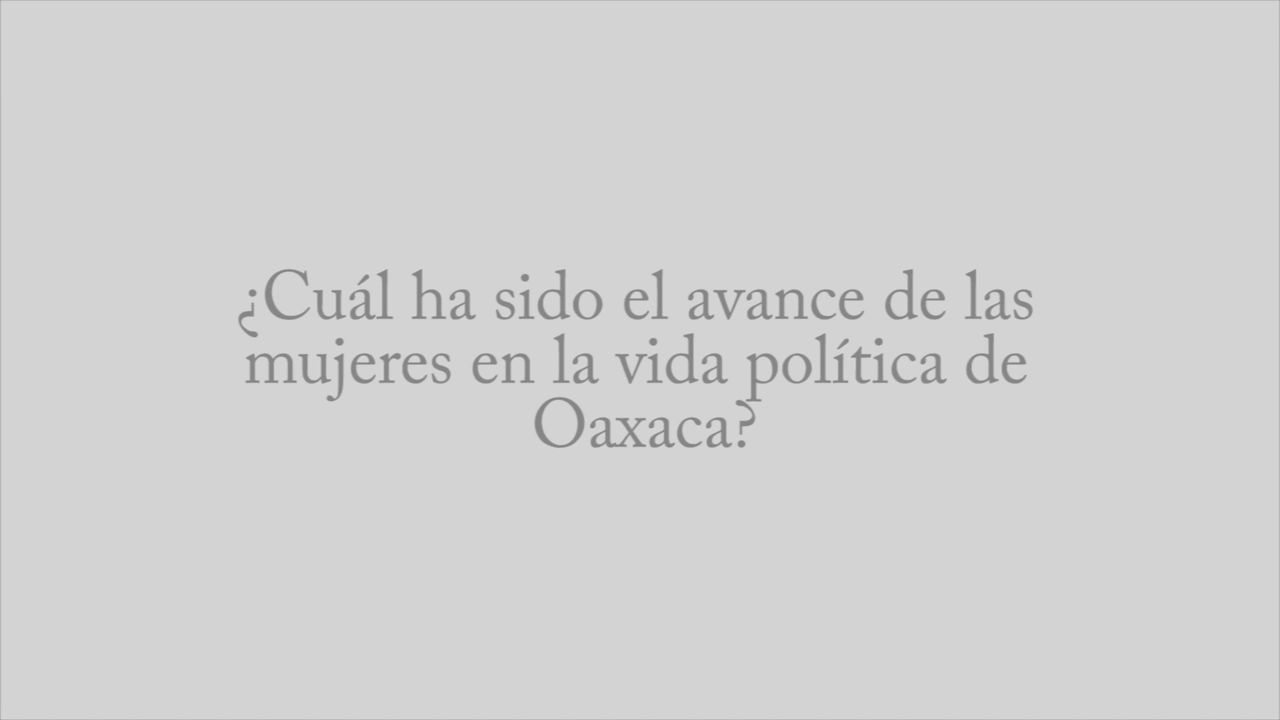 ¿Cuál ha sido el avance de las
mujeres en la vida política de
Oaxaca?